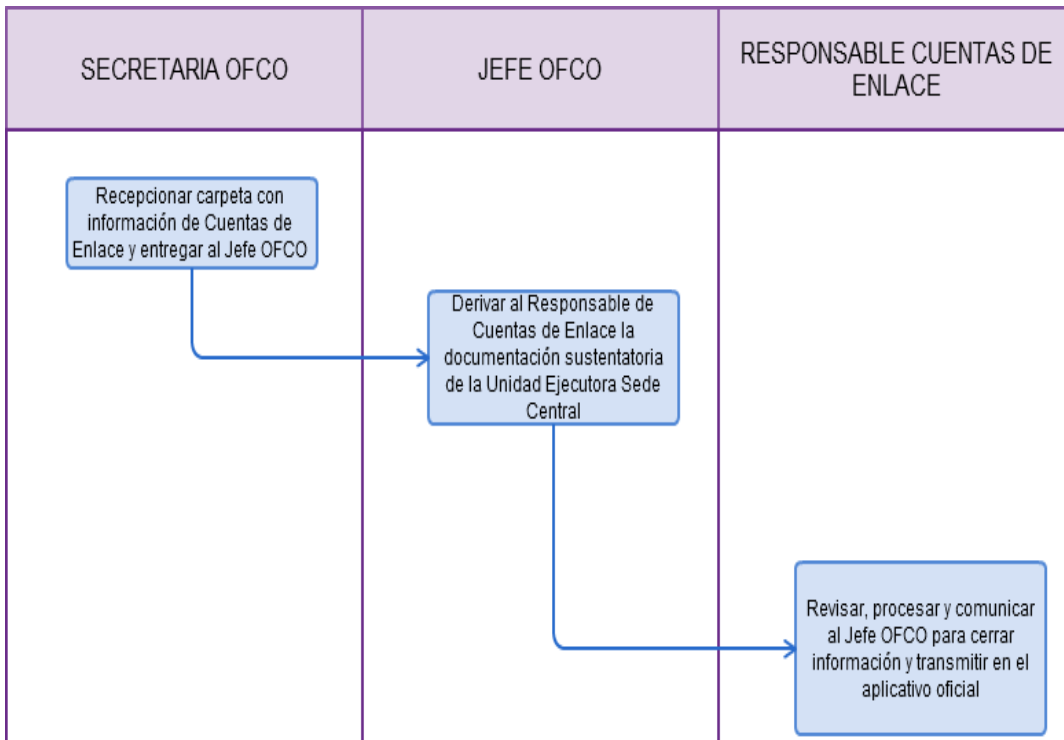 SECRETARIA OFCO
JEFE OFCO
RESPONSABLE CUENTAS DE
ENLACE
Recepcionar carpeta con
información de Cuentas de
Enlace y entregar al Jefe OFCO
Derivar al Responsable de
Cuentas de Enlace la
documentación sustentatoria
de la Unidad Ejecutora Sede
Central
Revisar, procesar y comunicar
al Jefe OFCO para cerrar
información y transmitir en el
aplicativo oficial